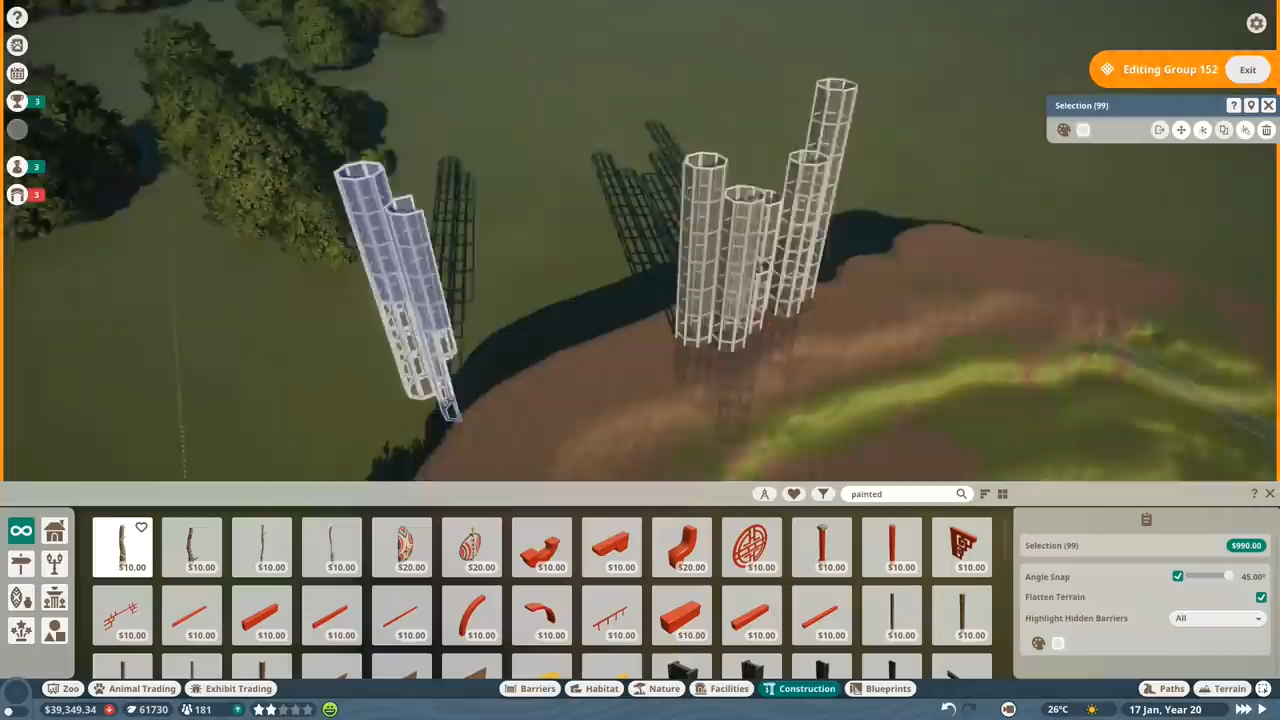 ?
Editing Group 152
Exit
Selection (99)
?
3
3
3
painted
?
$10.00
$10.00
$10.00
$10.00
$20.00
$20.00
$10.00
$10.00
$20.00
$10.00
$10.00
$10.00
$10.00
Selection (99)
$990.00
Angle Snap
45.00°
Flatten Terrain
Highlight Hidden Barriers
All
$10.00
$10.00
$10.00
$10.00
$10.00
$10.00
$10.00
$10.00
$10.00
$10.00
$10.00
$10.00
$10.00
Zoo
Animal Trading
Exhibit Trading
Barriers
Habitat
Nature
Facilities
Construction
Blueprints
Paths
Terrain
$39,349.34
61730
181
26°C
17 Jan, Year 20